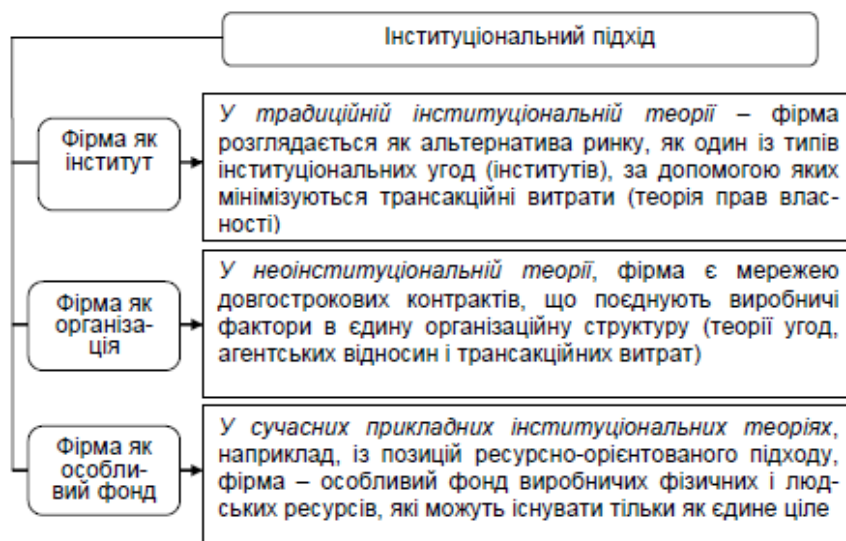 Інституціональний підхід
Фірма як
інститут
У традиційній інституціональній теорії – фірма
розглядається як альтернатива ринку, як один із типів
інституціональних угод (інститутів), за допомогою яких
мінімізуються трансакційні витрати (теорія прав влас-
ності)
Фірма як
організа-
ція
У неоінституціональній теорії, фірма є мережею
довгострокових контрактів, що поєднують виробничі
фактори в єдину організаційну структуру (теорії угод,
агентських відносин і трансакційних витрат)
Фірма як
особли-
вий фонд
У сучасних прикладних інституціональних теоріях,
наприклад, із позицій ресурсно-орієнтованого підходу,
фірма – особливий фонд виробничих фізичних і люд-
ських ресурсів, які можуть існувати тільки як єдине ціле